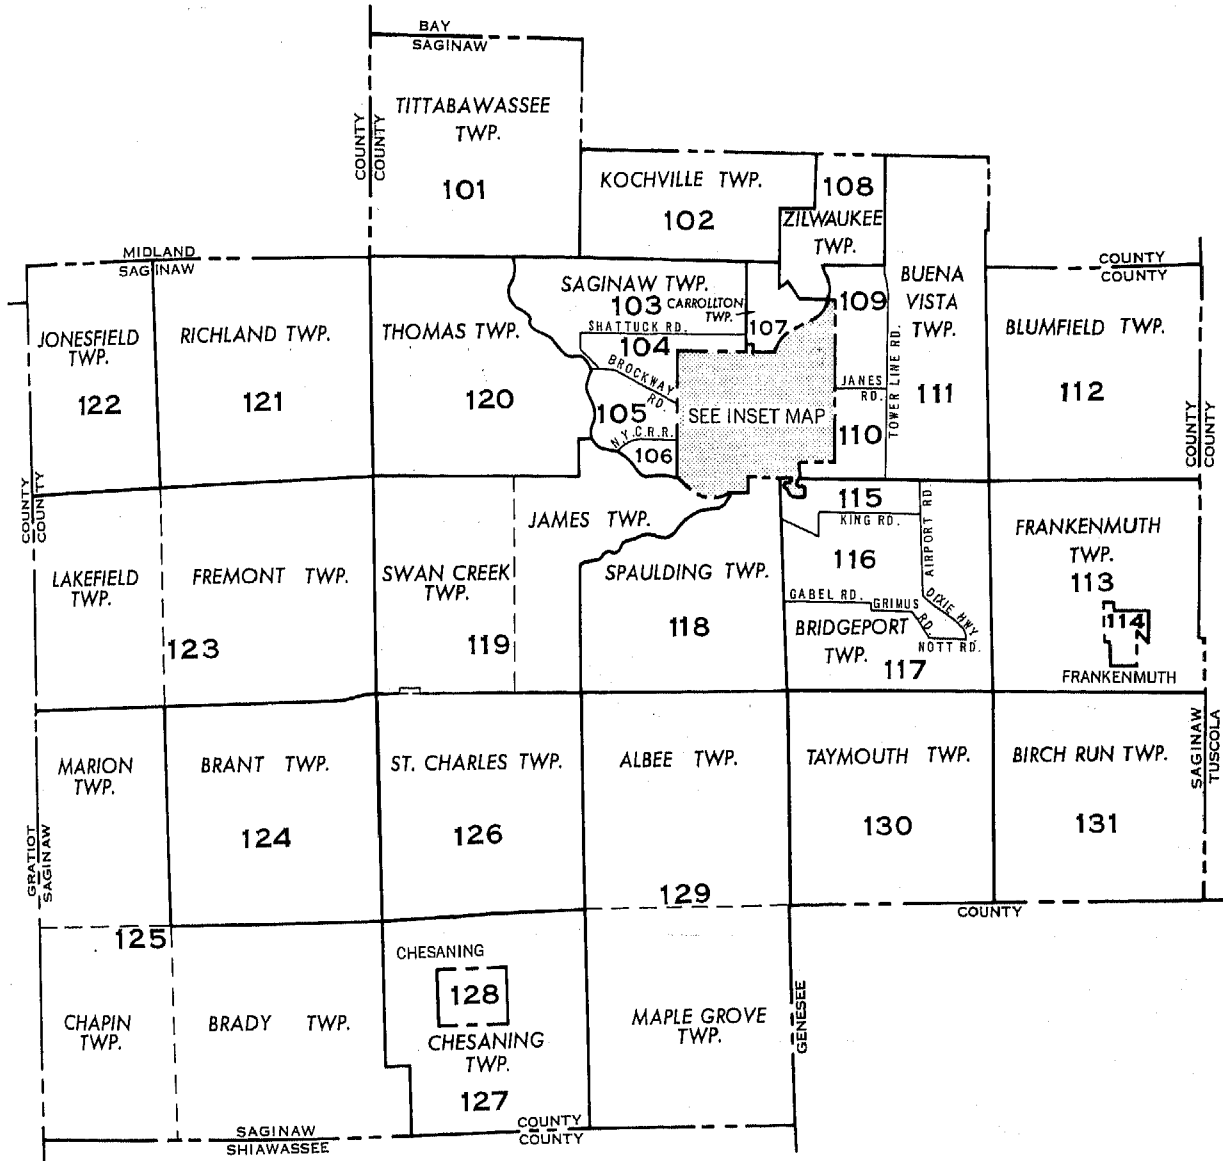 BAY
SAGINAW
TITTABAWASSEE
TWP.
101
COUNTY
COUNTY
KOCHVILLE TWP.
102
108
ZILWAUKEE
TWP.
MIDLAND
SAGINAW
COUNTY
COUNTY
JONESFIELD
TWP.
122
RICHLAND TWP.
121
THOMAS TWP.
120
SAGINAW TWP.
103
CARROLLTON
TWP.
107
SHATTUCK RD.
104
BROCKWAY
RD.
105
N.Y.C.R.R.
106
SEE INSET MAP
109
JANES
RD.
110
TOWER LINE RD.
BUENA
VISTA
TWP.
111
BLUMFIELD TWP.
112
COUNTY
COUNTY
COUNTY
COUNTY
LAKEFIELD
TWP.
FREMONT TWP.
123
SWAN CREEK
TWP.
119
JAMES TWP.
SPAULDING TWP.
118
115
KING RD.
116
AIRPORT RD.
GABEL RD.
GRIMUS
RD.
DIXIE HWY.
NOTT RD.
BRIDGEPORT
TWP.
117
FRANKENMUTH
TWP.
113
114
FRANKENMUTH
MARION
TWP.
BRANT TWP.
124
ST. CHARLES TWP.
126
ALBEE TWP.
129
TAYMOUTH TWP.
130
BIRCH RUN TWP.
131
SAGINAW
TUSCOLA
GRATIOT
SAGINAW
COUNTY
125
CHAPIN
TWP.
BRADY TWP.
CHESANING
128
CHESANING
TWP.
127
MAPLE GROVE
TWP.
GENESEE
SAGINAW
SHIAWASSEE
COUNTY
COUNTY